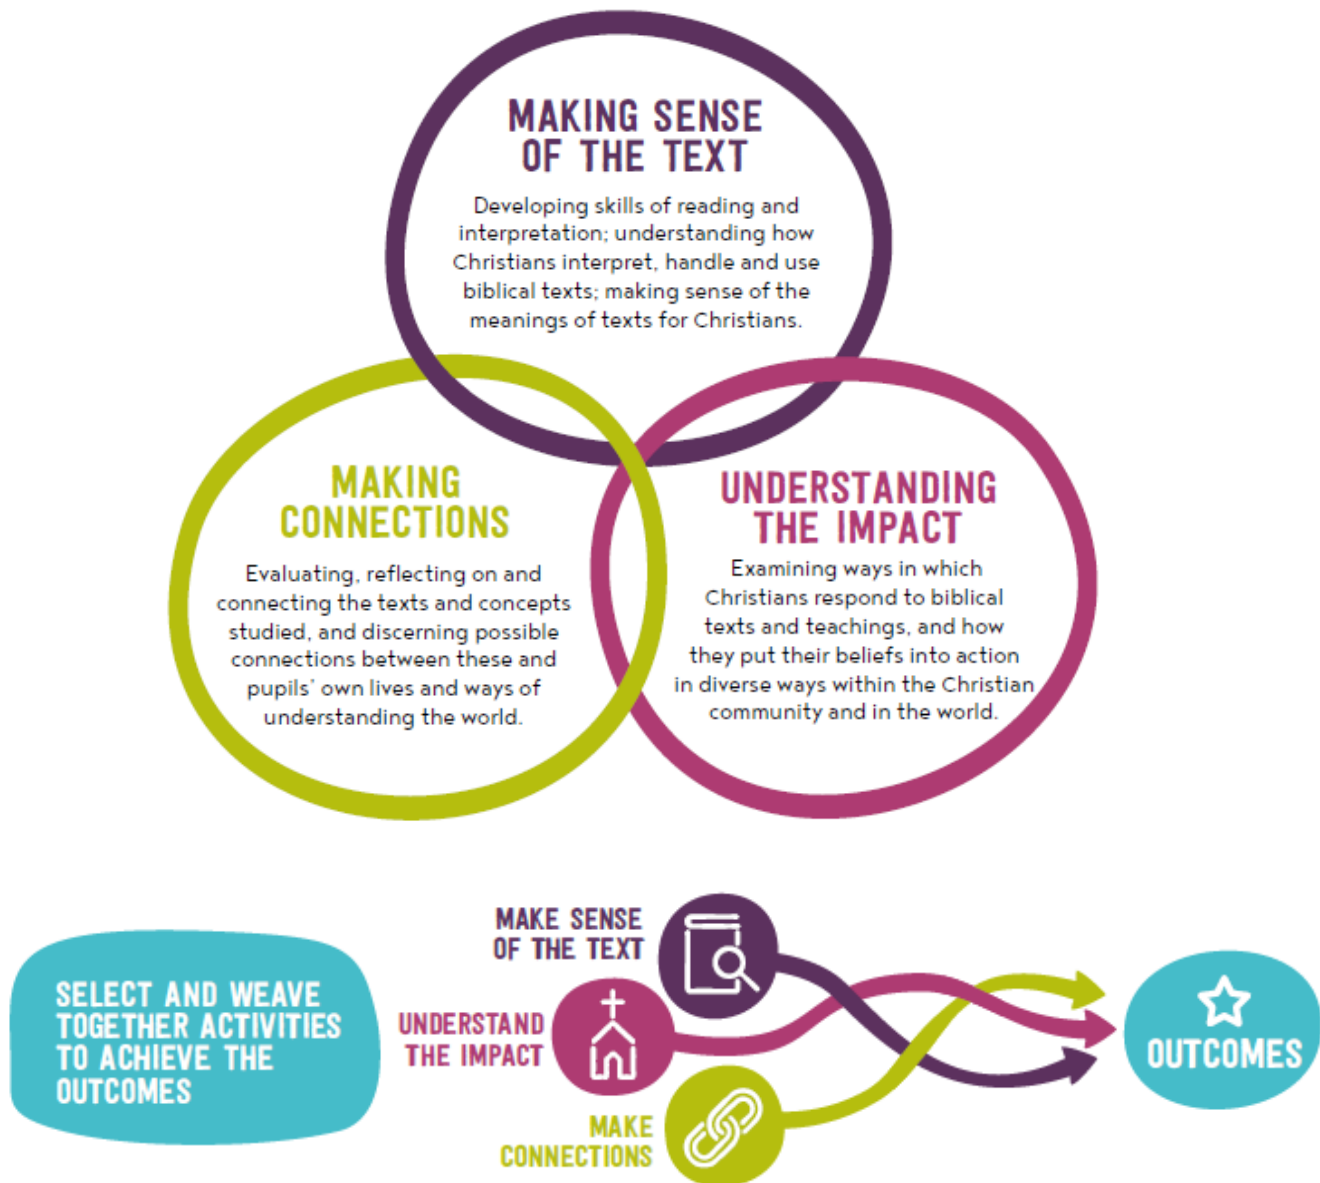 MAKING SENSE
OF THE TEXT
Developing skills of reading and
interpretation; understanding how
Christians interpret, handle and use
biblical texts; making sense of the
meanings of texts for Christians.
MAKING
CONNECTIONS
Evaluating, reflecting on and
connecting the texts and concepts
studied, and discerning possible
connections between these and
pupils' own lives and ways of
understanding the world.
UNDERSTANDING
THE IMPACT
Examining ways in which
Christians respond to biblical
texts and teachings, and how
they put their beliefs into action
in diverse ways within the Christian
community and in the world.
SELECT AND WEAVE
TOGETHER ACTIVITIES
TO ACHIEVE THE
OUTCOMES
MAKE SENSE
OF THE TEXT
UNDERSTAND
THE IMPACT
MAKE
CONNECTIONS
OUTCOMES